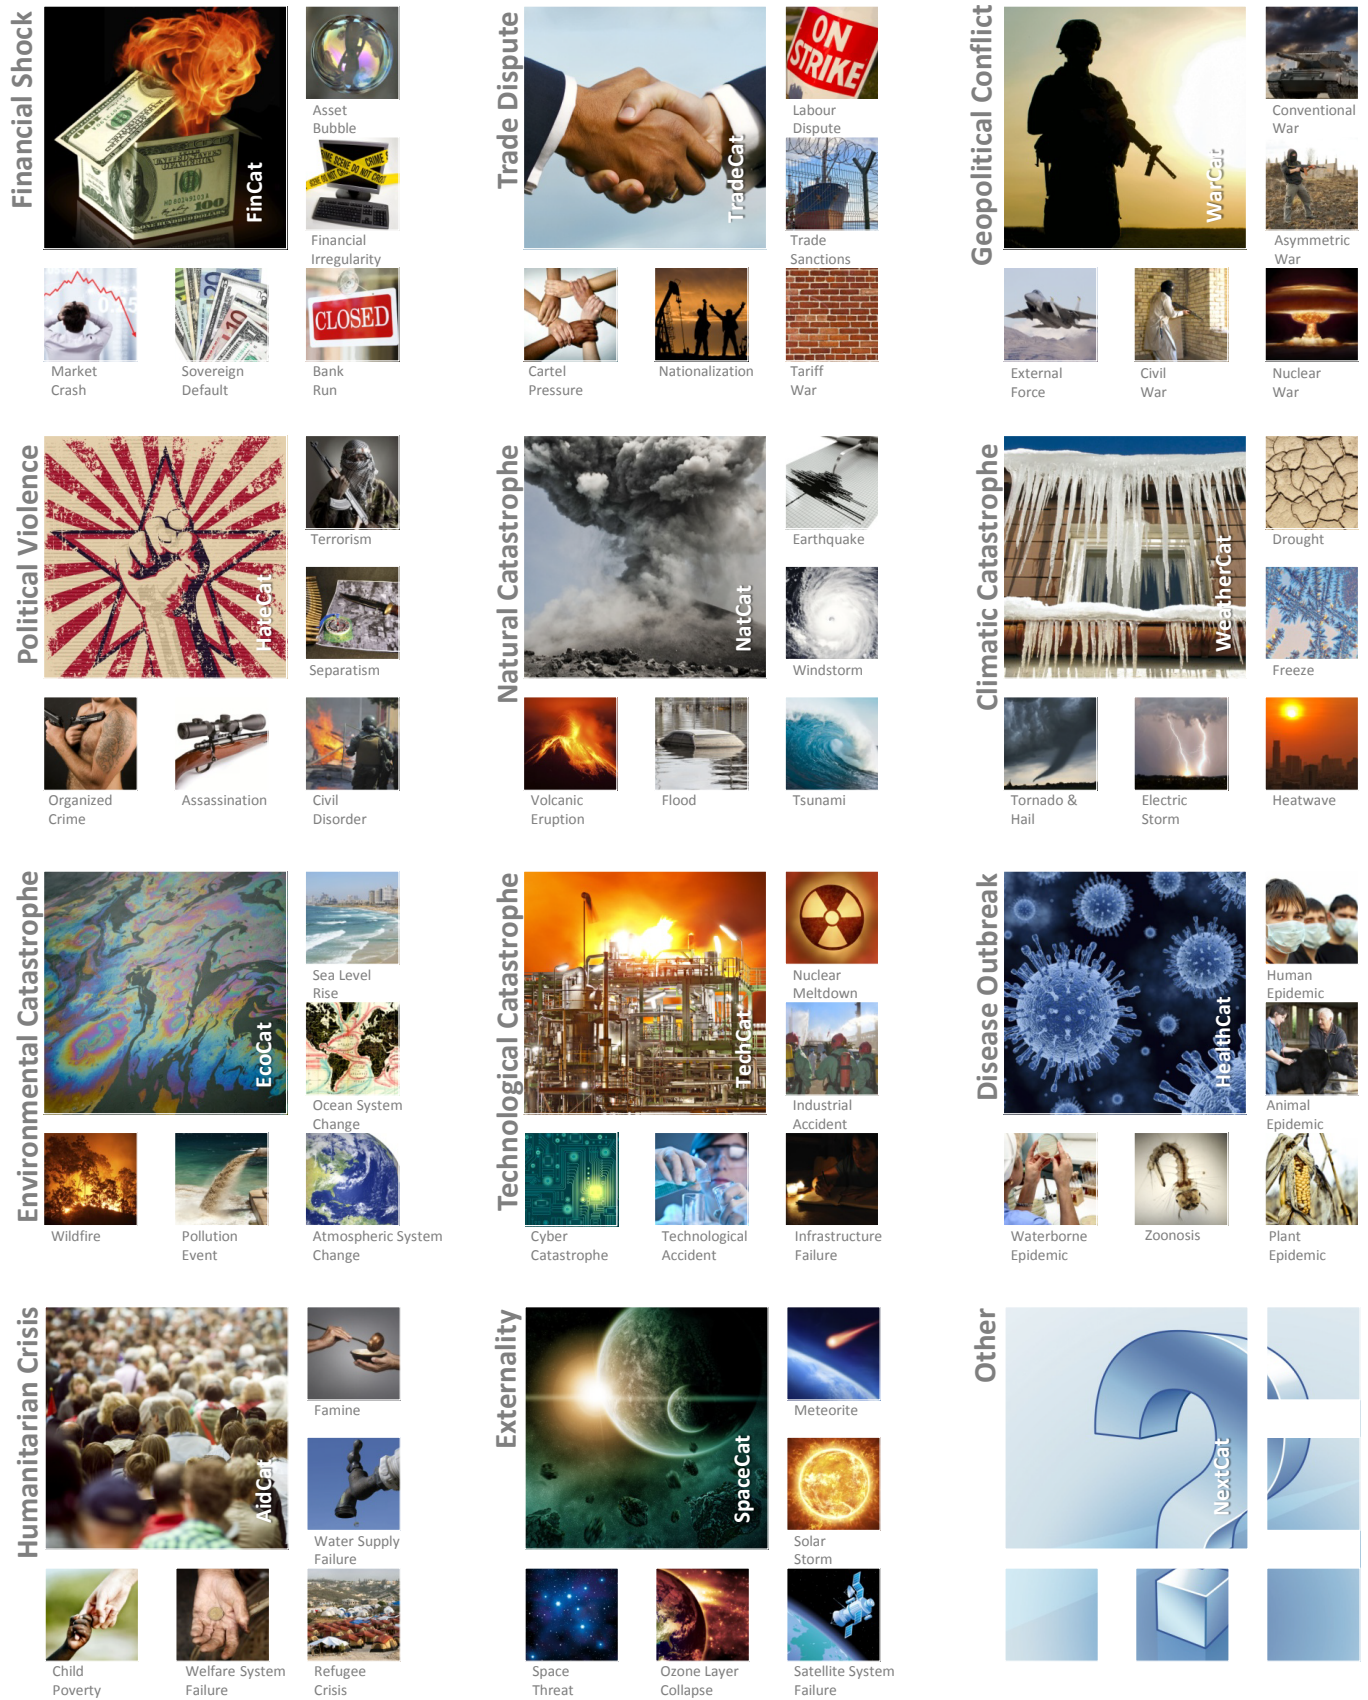 Financial Shock
FinCat
Asset
Bubble
Financial
Irregularity
Market
Crash
Sovereign
Default
CLOSED
Bank
Run
Trade Dispute
TradeCat
ON
STRIKE
Labour
Dispute
Trade
Sanctions
Cartel
Pressure
Nationalization
Tariff
War
Geopolitical Conflict
WarCat
Conventional
War
Asymmetric
War
External
Force
Civil
War
Nuclear
War
Political Violence
HateCat
Terrorism
Separatism
Organized
Crime
Assassination
Civil
Disorder
Natural Catastrophe
NatCat
Earthquake
Windstorm
Volcanic
Eruption
Flood
Tsunami
Climatic Catastrophe
WeatherCat
Drought
Freeze
Tornado &
Hail
Electric
Storm
Heatwave
Environmental Catastrophe
EcoCat
Sea Level
Rise
Ocean System
Change
Wildfire
Pollution
Event
Atmospheric System
Change
Technological Catastrophe
TechCat
Nuclear
Meltdown
Industrial
Accident
Cyber
Catastrophe
Technological
Accident
Infrastructure
Failure
Disease Outbreak
HealthCat
Human
Epidemic
Animal
Epidemic
Waterborne
Epidemic
Zoonosis
Plant
Epidemic
Humanitarian Crisis
AidCat
Famine
Water Supply
Failure
Child
Poverty
Welfare System
Failure
Refugee
Crisis
Externality
SpaceCat
Meteorite
Solar
Storm
Space
Threat
Ozone Layer
Collapse
Satellite System
Failure
Other
NextCat